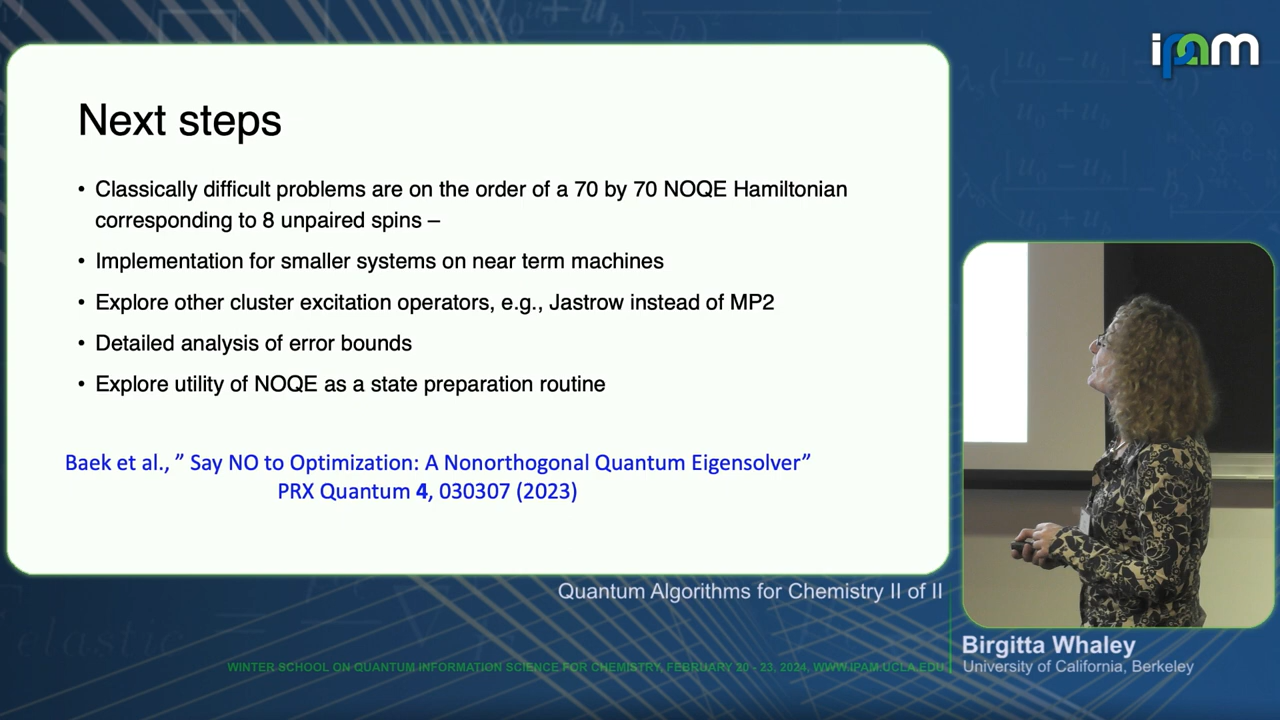 ipam
Next steps
• Classically difficult problems are on the order of a 70 by 70 NOQE Hamiltonian
corresponding to 8 unpaired spins –
• Implementation for smaller systems on near term machines
• Explore other cluster excitation operators, e.g., Jastrow instead of MP2
• Detailed analysis of error bounds
• Explore utility of NOQE as a state preparation routine
Baek et al., ” Say NO to Optimization: A Nonorthogonal Quantum Eigensolver”
PRX Quantum 4, 030307 (2023)
Quantum Algorithms for Chemistry II of II
Birgitta Whaley
University of California, Berkeley
WINTER SCHOOL ON QUANTUM INFORMATION SCIENCE FOR CHEMISTRY, FEBRUARY 20 - 23, 2024, WWW.IPAM.UCLA.EDU
elastic